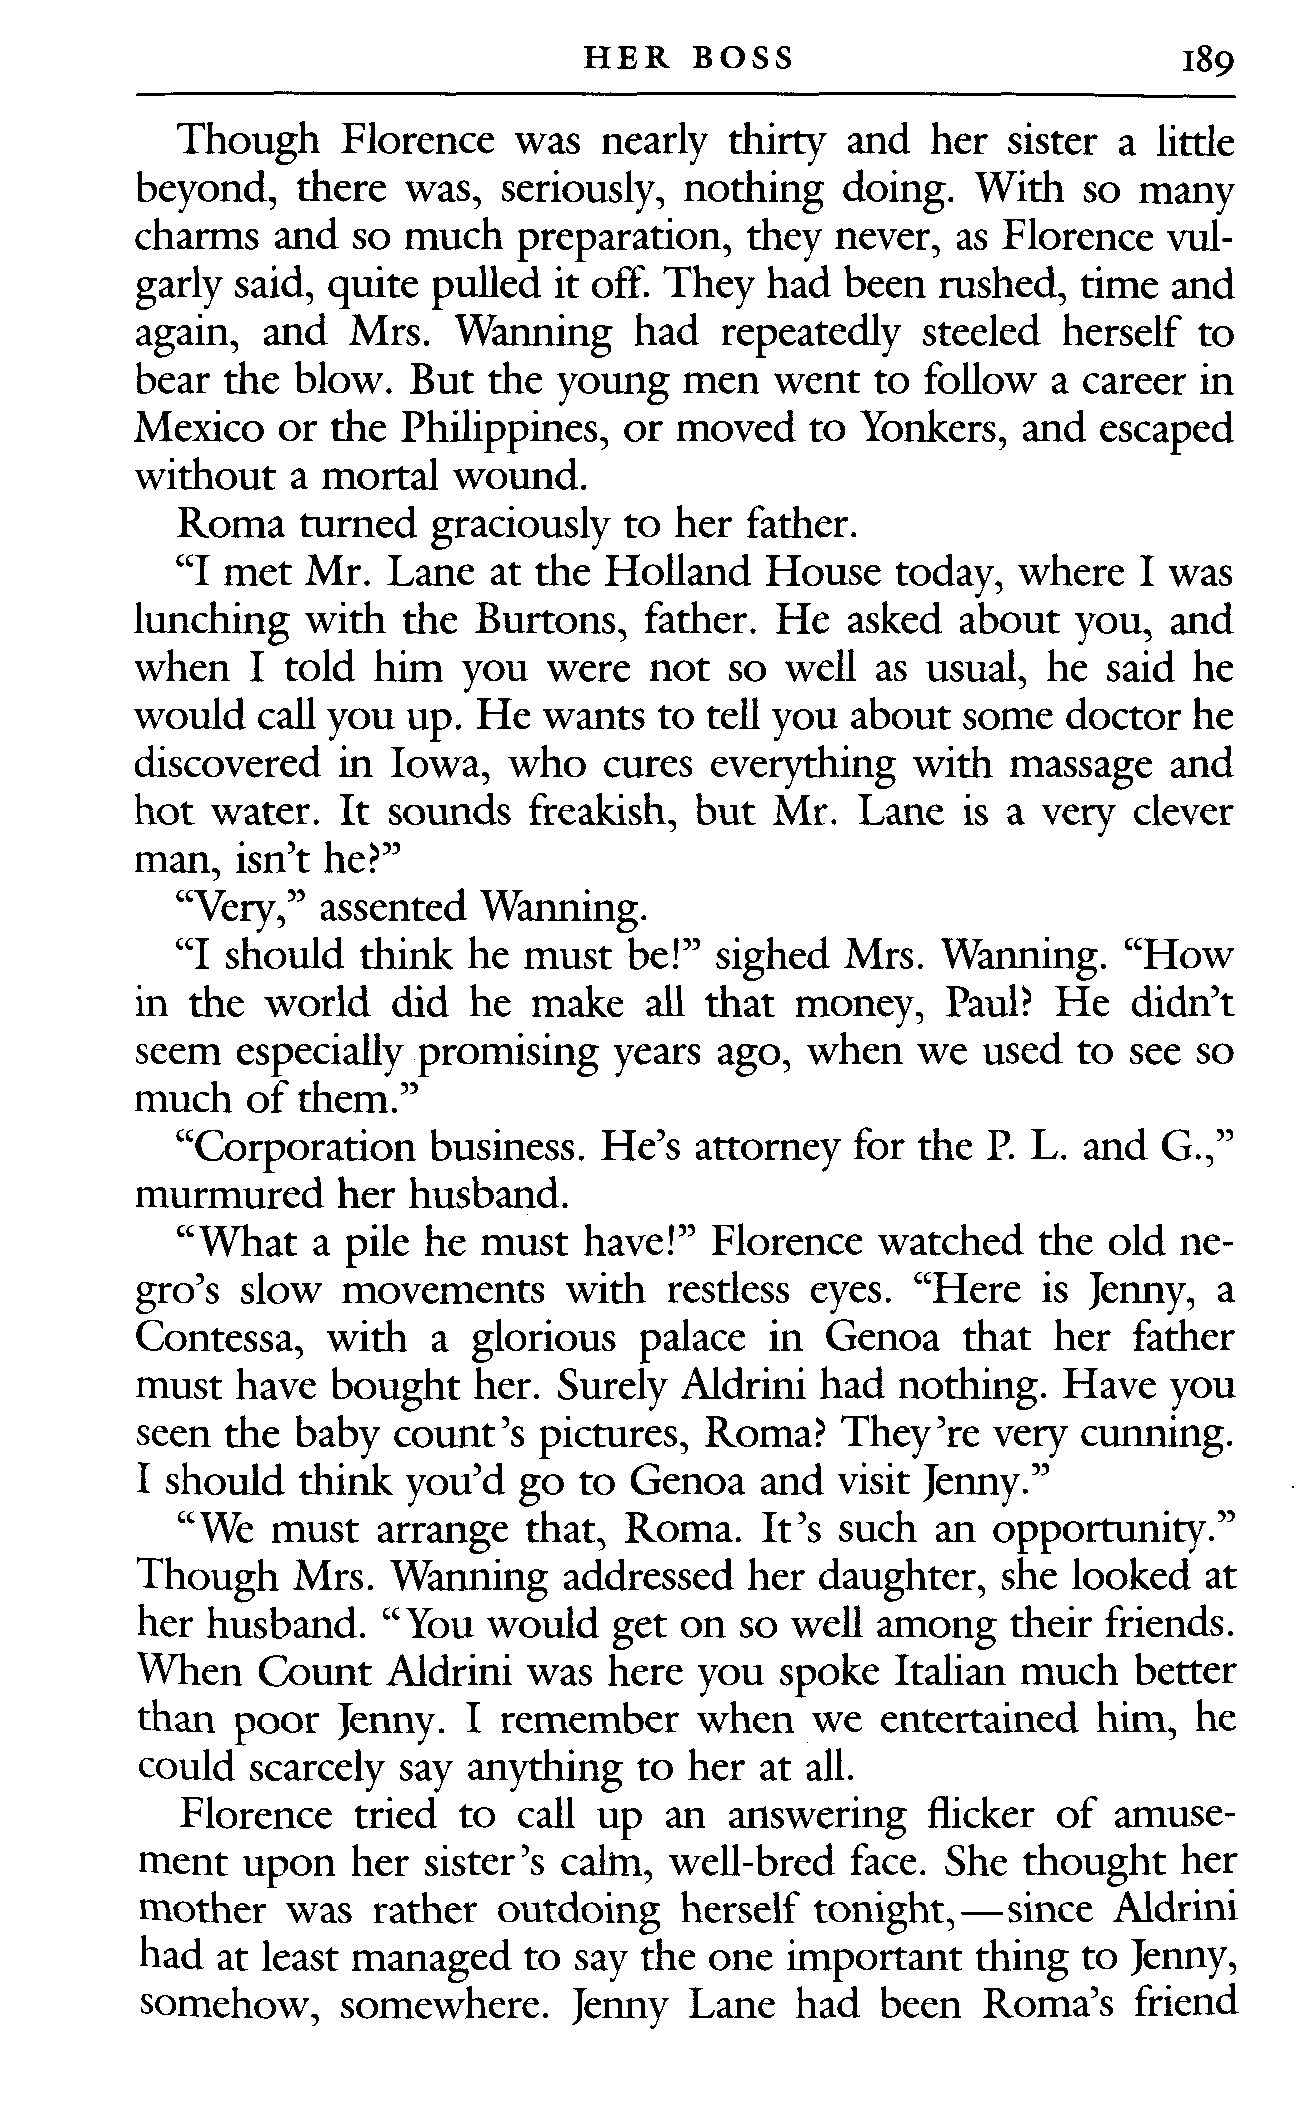 HER BOSS 189
Though Florence was nearly thirty and her sister a little
beyond, there was, seriously, nothing doing. With so many
charms and so much preparation, they never, as Florence vul-
garly said, quite pulled it off. They had been rushed, time and
again, and Mrs. Wanning had repeatedly steeled herself to
bear the blow. But the young men went to follow a career in
Mexico or the Philippines, or moved to Yonkers, and escaped
without a mortal wound.
Roma turned graciously to her father.
“I met Mr. Lane at the Holland House today, where I was
lunching with the Burtons, father. He asked about you, and
when I told him you were not so well as usual, he said he
would call you up. He wants to tell you about some doctor he
discovered in Iowa, who cures everything with massage and
hot water. It sounds freakish, but Mr. Lane is a very clever
man, isn’t he?”
“Very,” assented Wanning.
“I should think he must be!” sighed Mrs. Wanning. “How
in the world did he make all that money, Paul? He didn’t
seem especially promising years ago, when we used to see so
much of them.”
“Corporation business. He’s attorney for the P. L. and G.,”
murmured her husband.
“What a pile he must have!” Florence watched the old ne-
gro’s slow movements with restless eyes. “Here is Jenny, a
Contessa, with a glorious palace in Genoa that her father
must have bought her. Surely Aldrini had nothing. Have you
seen the baby count’s pictures, Roma? They’re very cunning.
I should think you’d go to Genoa and visit Jenny.”
“We must arrange that, Roma. It’s such an opportunity.”
Though Mrs. Wanning addressed her daughter, she looked at
her husband. “You would get on so well among their friends.
When Count Aldrini was here you spoke Italian much better
than poor Jenny. I remember when we entertained him, he
could scarcely say anything to her at all.
Florence tried to call up an answering flicker of amuse-
ment upon her sister’s calm, well-bred face. She thought her
mother was rather outdoing herself tonight,—since Aldrini
had at least managed to say the one important thing to Jenny,
somehow, somewhere. Jenny Lane had been Roma’s friend